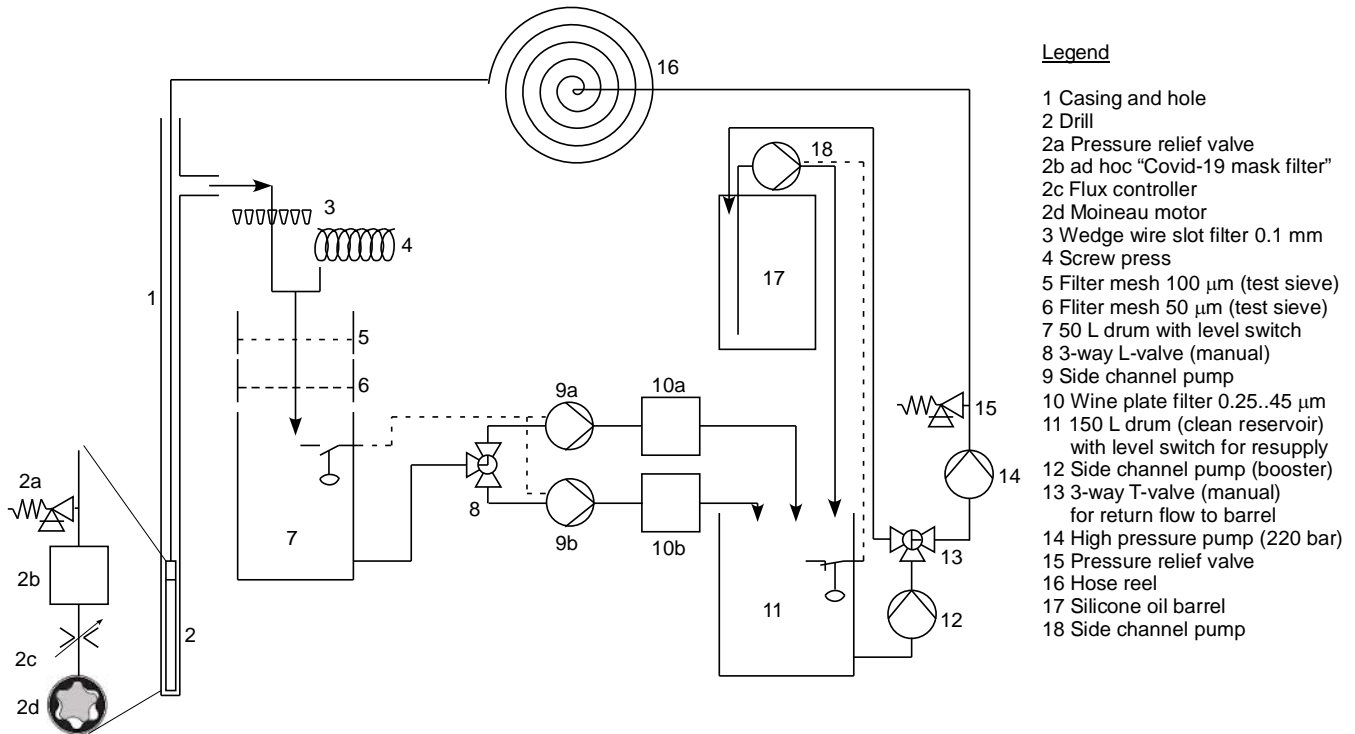 16
18
3
4
17
1
5
6
9a
10a
15
2a
14
8
7
9b
10b
13
2b
11
12
2
2c
2d
Legend
1 Casing and hole
2 Drill
2a Pressure relief valve
2b ad hoc “Covid-19 mask filter”
2c Flux controller
2d Moineau motor
3 Wedge wire slot filter 0.1 mm
4 Screw press
5 Filter mesh 100 μm (test sieve)
6 Fliter mesh 50 μm (test sieve)
7 50 L drum with level switch
8 3-way L-valve (manual)
9 Side channel pump
10 Wine plate filter 0.25..45 μm
11 150 L drum (clean reservoir)
with level switch for resupply
12 Side channel pump (booster)
13 3-way T-valve (manual)
for return flow to barrel
14 High pressure pump (220 bar)
15 Pressure relief valve
16 Hose reel
17 Silicone oil barrel
18 Side channel pump